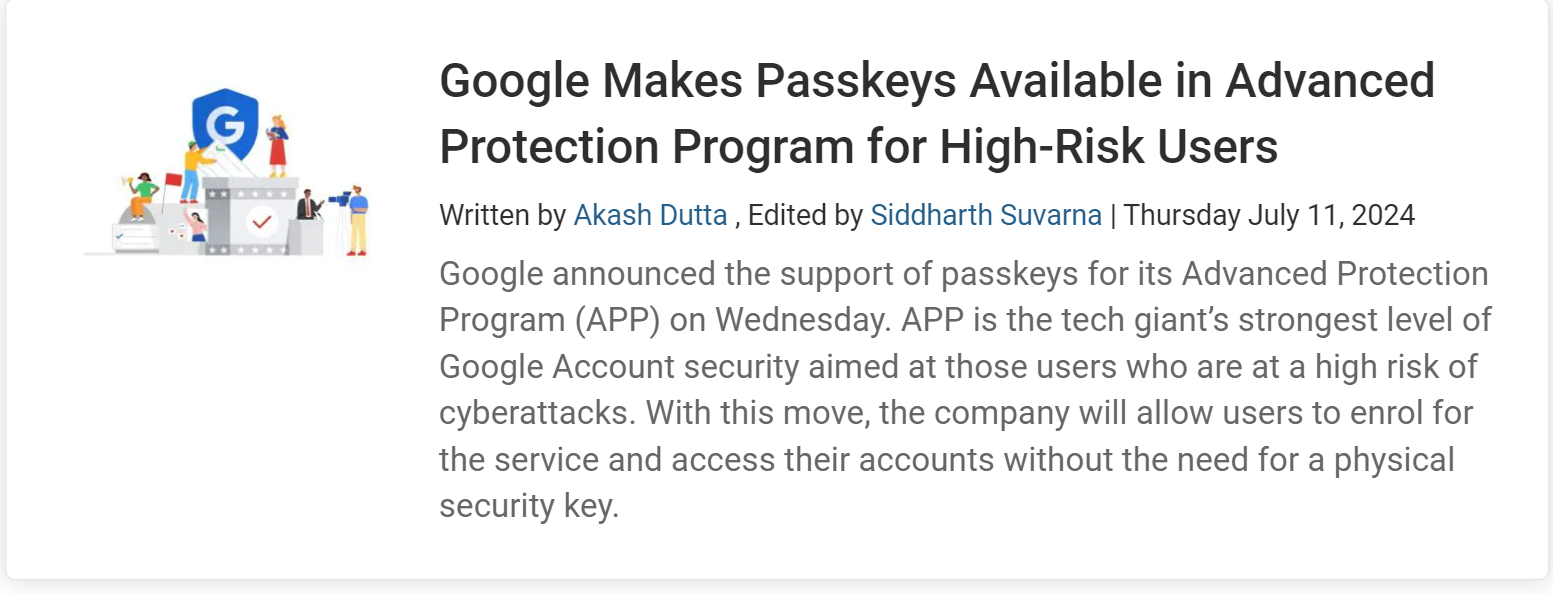 Google Makes Passkeys Available in Advanced
Protection Program for High-Risk Users
Written by Akash Dutta , Edited by Siddharth Suvarna | Thursday July 11, 2024
Google announced the support of passkeys for its Advanced Protection
Program (APP) on Wednesday. APP is the tech giant’s strongest level of
Google Account security aimed at those users who are at a high risk of
cyberattacks. With this move, the company will allow users to enrol for
the service and access their accounts without the need for a physical
security key.
G